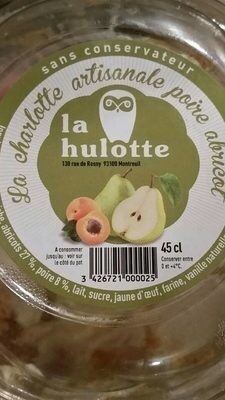 sans conservateur
La charlotte artisanale poire abricot
la
hulotte
130 rue de Rosny 93100 Montreuil
A consommer
jusqu'au : voir sur
le côté du pot
45 cl
Conserver entre
0 et +4°C.
3 426721 000025
abricots 27 %, poire 8 %, lait, sucre, jaune d'œuf, farine, vanille naturelle